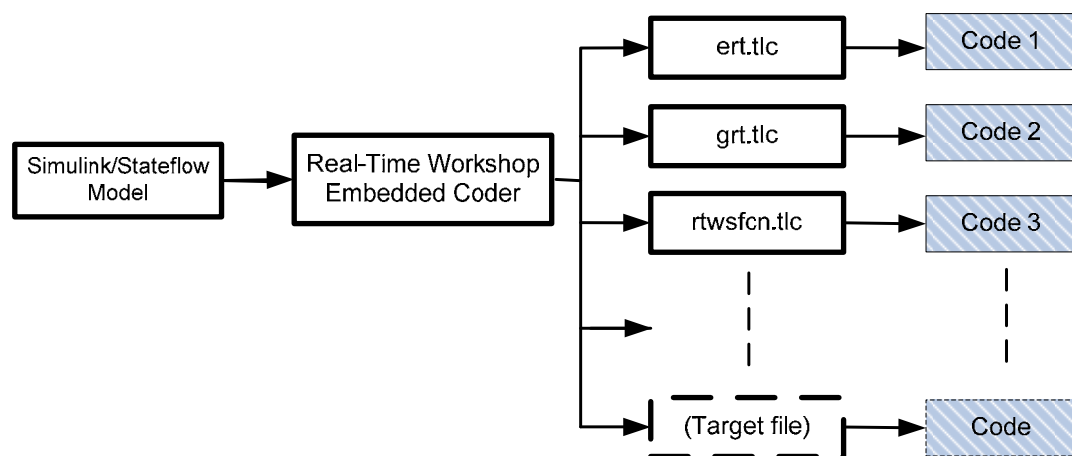 Simulink/Stateflow
Model
Real-Time Workshop
Embedded Coder
ert.tlc
Code 1
grt.tlc
Code 2
rtwsfcn.tlc
Code 3
(Target file)
Code